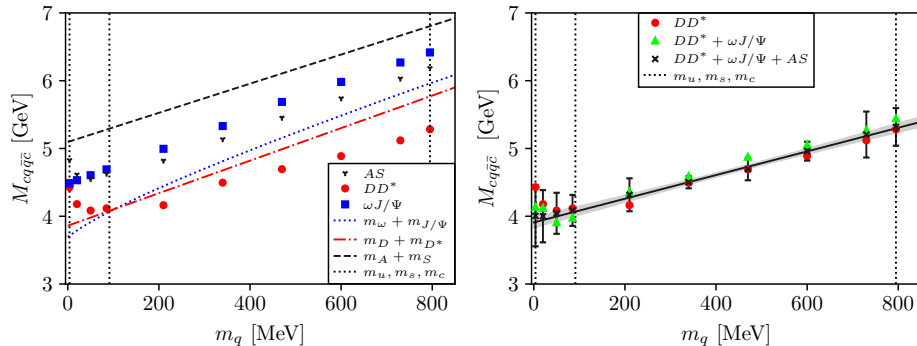 7
6
5
4
3
M_{cq\bar{q}\bar{c}} [GeV]
AS
DD*
ωJ/Ψ
m_ω + m_{J/Ψ}
m_D + m_{D*}
m_A + m_S
m_u, m_s, m_c
0 200 400 600 800
m_q [MeV]
7
6
5
4
3
M_{cq\bar{q}\bar{c}} [GeV]
DD*
DD* + ωJ/Ψ
DD* + ωJ/Ψ + AS
m_u, m_s, m_c
0 200 400 600 800
m_q [MeV]